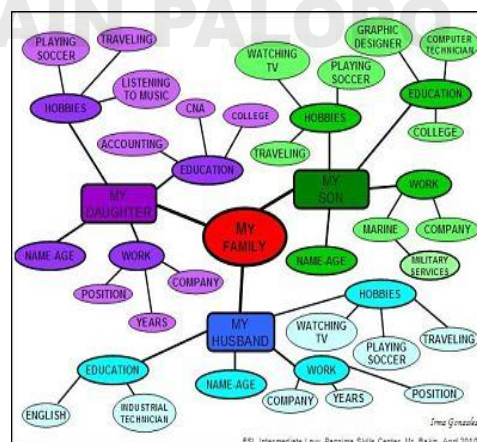 AIN PALOBO
PLAYING
SOCCER
TRAVELING
LISTENING
TO MUSIC
HOBBIES
CNA
COLLEGE
ACCOUNTING
EDUCATION
MY
DAUGHTER
NAME-AGE
WORK
POSITION
YEARS
COMPANY
WATCHING
TV
PLAYING
SOCCER
HOBBIES
TRAVELING
GRAPHIC
DESIGNER
COMPUTER
TECHNICIAN
EDUCATION
COLLEGE
MY
SON
WORK
MARINE
COMPANY
MILITARY
SERVICES
NAME-AGE
MY
FAMILY
MY
HUSBAND
HOBBIES
WATCHING
TV
PLAYING
SOCCER
TRAVELING
EDUCATION
ENGLISH
INDUSTRIAL
TECHNICIAN
NAME-AGE
WORK
COMPANY
YEARS
POSITION
Irma Gonzalez